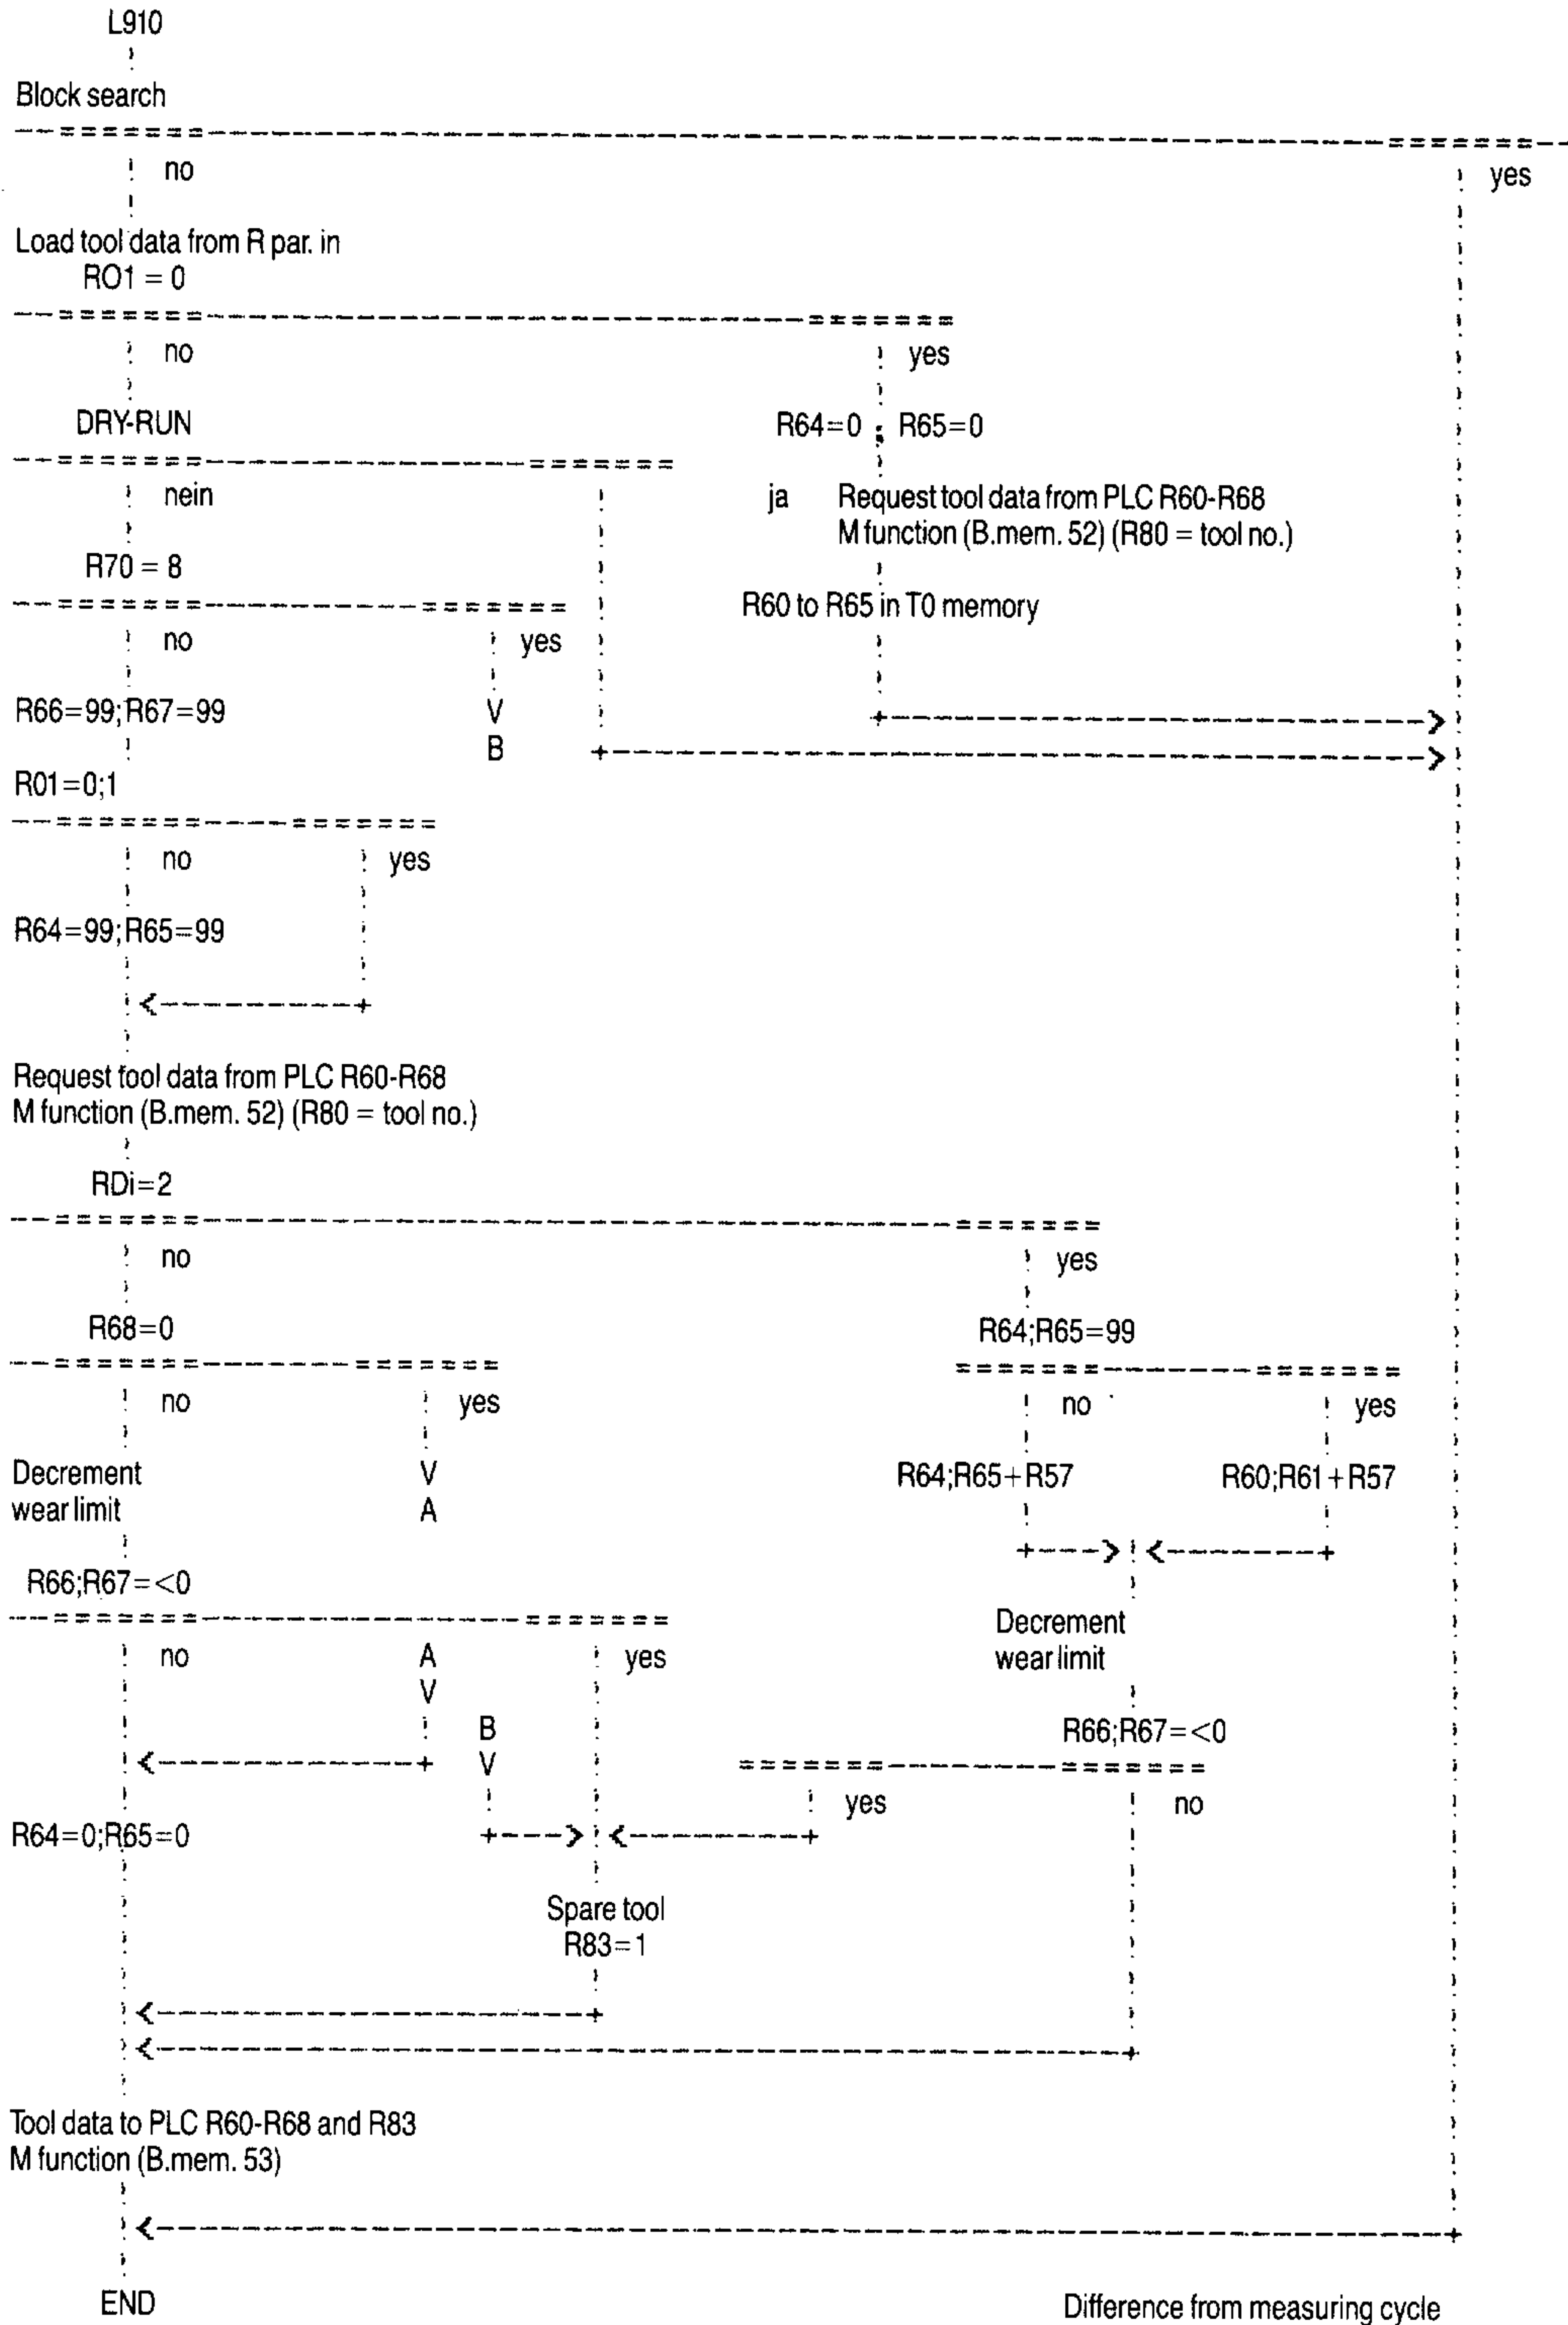 L910
Block search
no
yes
Load tool data from R par. in
RO1 = 0
no
yes
DRY-RUN
R64=0 R65=0
nein
ja Request tool data from PLC R60-R68
M function (B.mem. 52) (R80 = tool no.)
R70 = 8
no
yes
R60 to R65 in T0 memory
R66=99;R67=99
V
B
R01=0;1
no
yes
R64=99;R65=99
Request tool data from PLC R60-R68
M function (B.mem. 52) (R80 = tool no.)
RDi=2
no
yes
R68=0
R64;R65=99
no
yes
no
yes
Decrement
wear limit
V
A
R64;R65+R57
R60;R61+R57
R66;R67=<0
no
A
V
yes
Decrement
wear limit
B
V
R66;R67=<0
yes
no
R64=0;R65=0
Spare tool
R83=1
Tool data to PLC R60-R68 and R83
M function (B.mem. 53)
END
Difference from measuring cycle